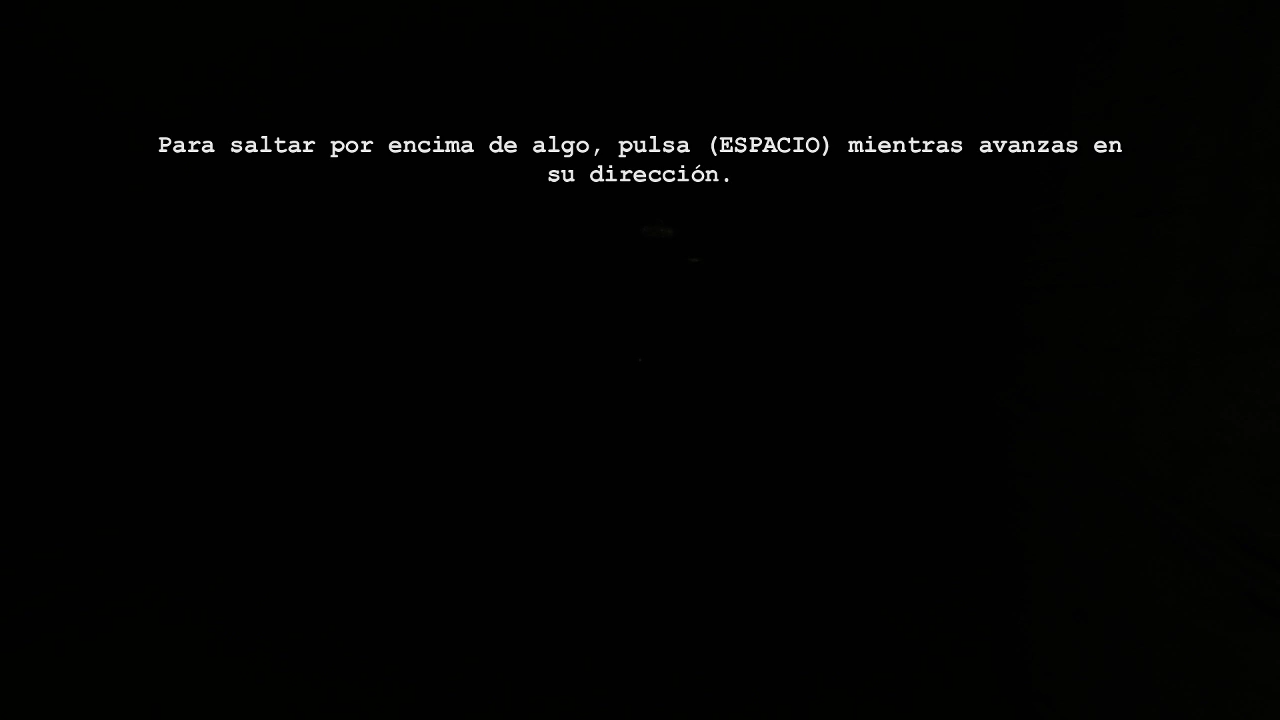 Para saltar por encima de algo, pulsa (ESPACIO) mientras avanzas en
su dirección.